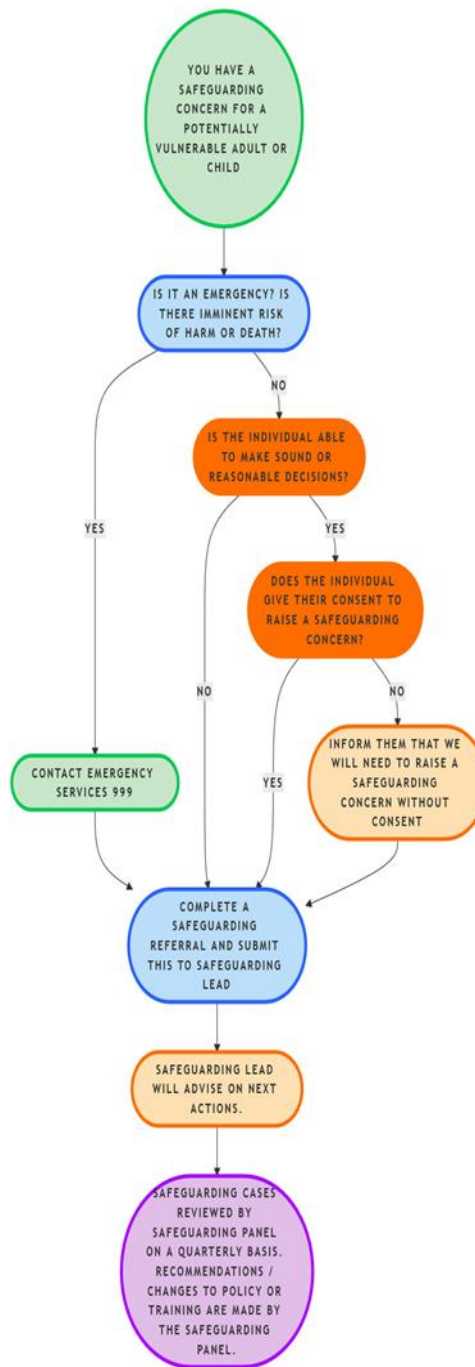 YOU HAVE A
SAFEGUARDING
CONCERN FOR A
POTENTIALLY
VULNERABLE ADULT OR
CHILD
IS IT AN EMERGENCY? IS
THERE IMMINENT RISK
OF HARM OR DEATH?
NO
IS THE INDIVIDUAL ABLE
TO MAKE SOUND OR
REASONABLE DECISIONS?
YES
YES
DOES THE INDIVIDUAL
GIVE THEIR CONSENT TO
RAISE A SAFEGUARDING
CONCERN?
NO
NO
INFORM THEM THAT WE
WILL NEED TO RAISE A
SAFEGUARDING
CONCERN WITHOUT
CONSENT
YES
CONTACT EMERGENCY
SERVICES 999
COMPLETE A
SAFEGUARDING
REFERRAL AND SUBMIT
THIS TO SAFEGUARDING
LEAD
SAFEGUARDING LEAD
WILL ADVISE ON NEXT
ACTIONS.
SAFEGUARDING CASES
REVIEWED BY
SAFEGUARDING PANEL
ON A QUARTERLY BASIS.
RECOMMENDATIONS /
CHANGES TO POLICY OR
TRAINING ARE MADE BY
THE SAFEGUARDING
PANEL.